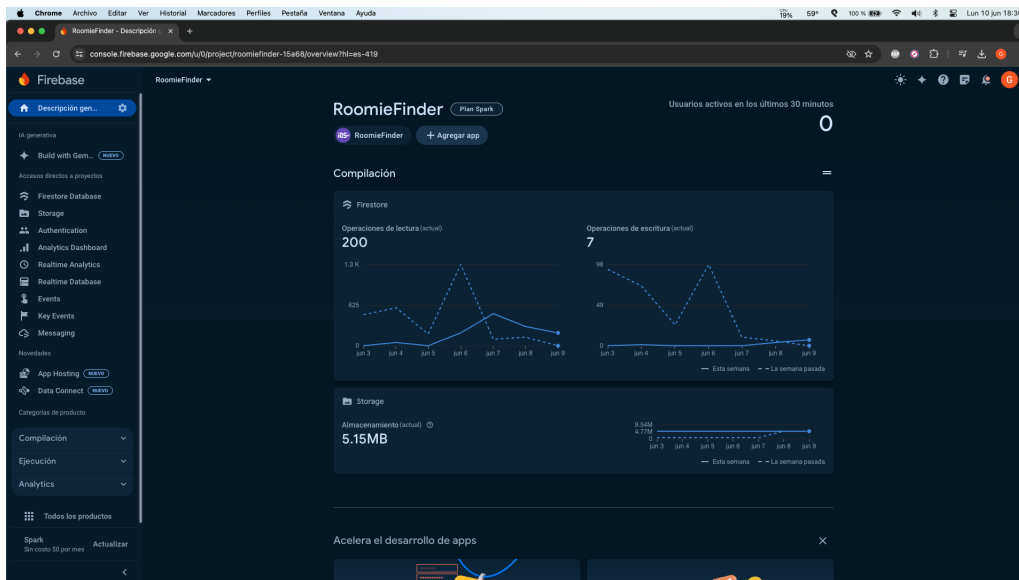 Chrome Archivo Editar Ver Historial Marcadores Perfiles Pestaña Ventana Ayuda
CPU 19% 59° 100 % Lun 10 jun 18:30
RoomieFinder - Descripción
console.firebase.google.com/u/0/project/roomiefinder-15a68/overview?hl=es-419
G
Firebase
RoomieFinder
G
Descripción gen...
IA generativa
Build with Gem... NUEVO
Accesos directos a proyectos
Firestore Database
Storage
Authentication
Analytics Dashboard
Realtime Analytics
Realtime Database
Events
Key Events
Messaging
Novedades
App Hosting NUEVO
Data Connect NUEVO
Categorías de producto
Compilación
Ejecución
Analytics
Todos los productos
Spark
Sin costo $0 por mes
Actualizar
RoomieFinder Plan Spark
Usuarios activos en los últimos 30 minutos
0
iOS+ RoomieFinder + Agregar app
Compilación
Firestore
Operaciones de lectura (actual)
200
1.3 K
625
0
jun 3 jun 4 jun 5 jun 6 jun 7 jun 8 jun 9
Operaciones de escritura (actual)
7
98
49
0
jun 3 jun 4 jun 5 jun 6 jun 7 jun 8 jun 9
Esta semana La semana pasada
Storage
Almacenamiento (actual)
5.15MB
9.54M
4.77M
0
jun 3 jun 4 jun 5 jun 6 jun 7 jun 8 jun 9
Esta semana La semana pasada
Acelera el desarrollo de apps